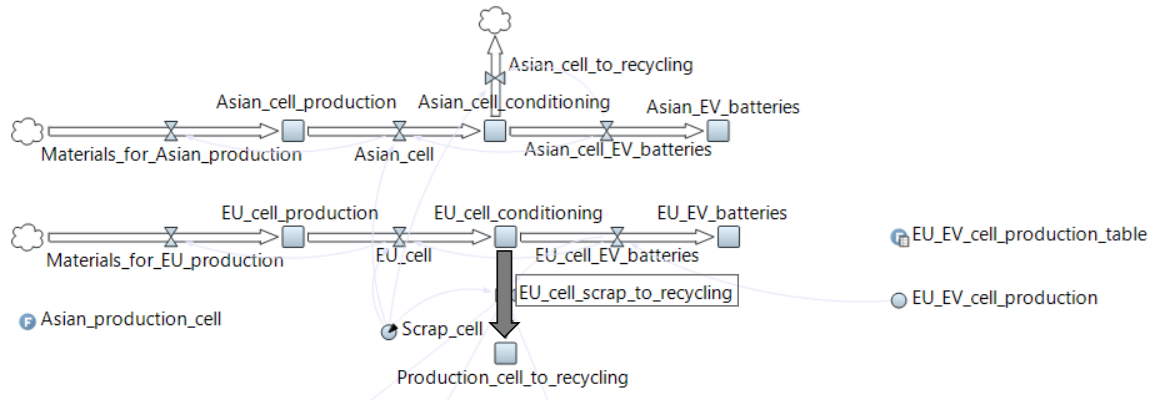 Asian_cell_to_recycling
Asian_cell_production
Asian_cell_conditioning
Asian_EV_batteries
Materials_for_Asian_production
Asian_cell
Asian_cell_EV_batteries
EU_cell_production
EU_cell_conditioning
EU_EV_batteries
EU_EV_cell_production_table
Materials_for_EU_production
EU_cell
EU_cell_EV_batteries
EU_cell_scrap_to_recycling
EU_EV_cell_production
F Asian_production_cell
Scrap_cell
Production_cell_to_recycling